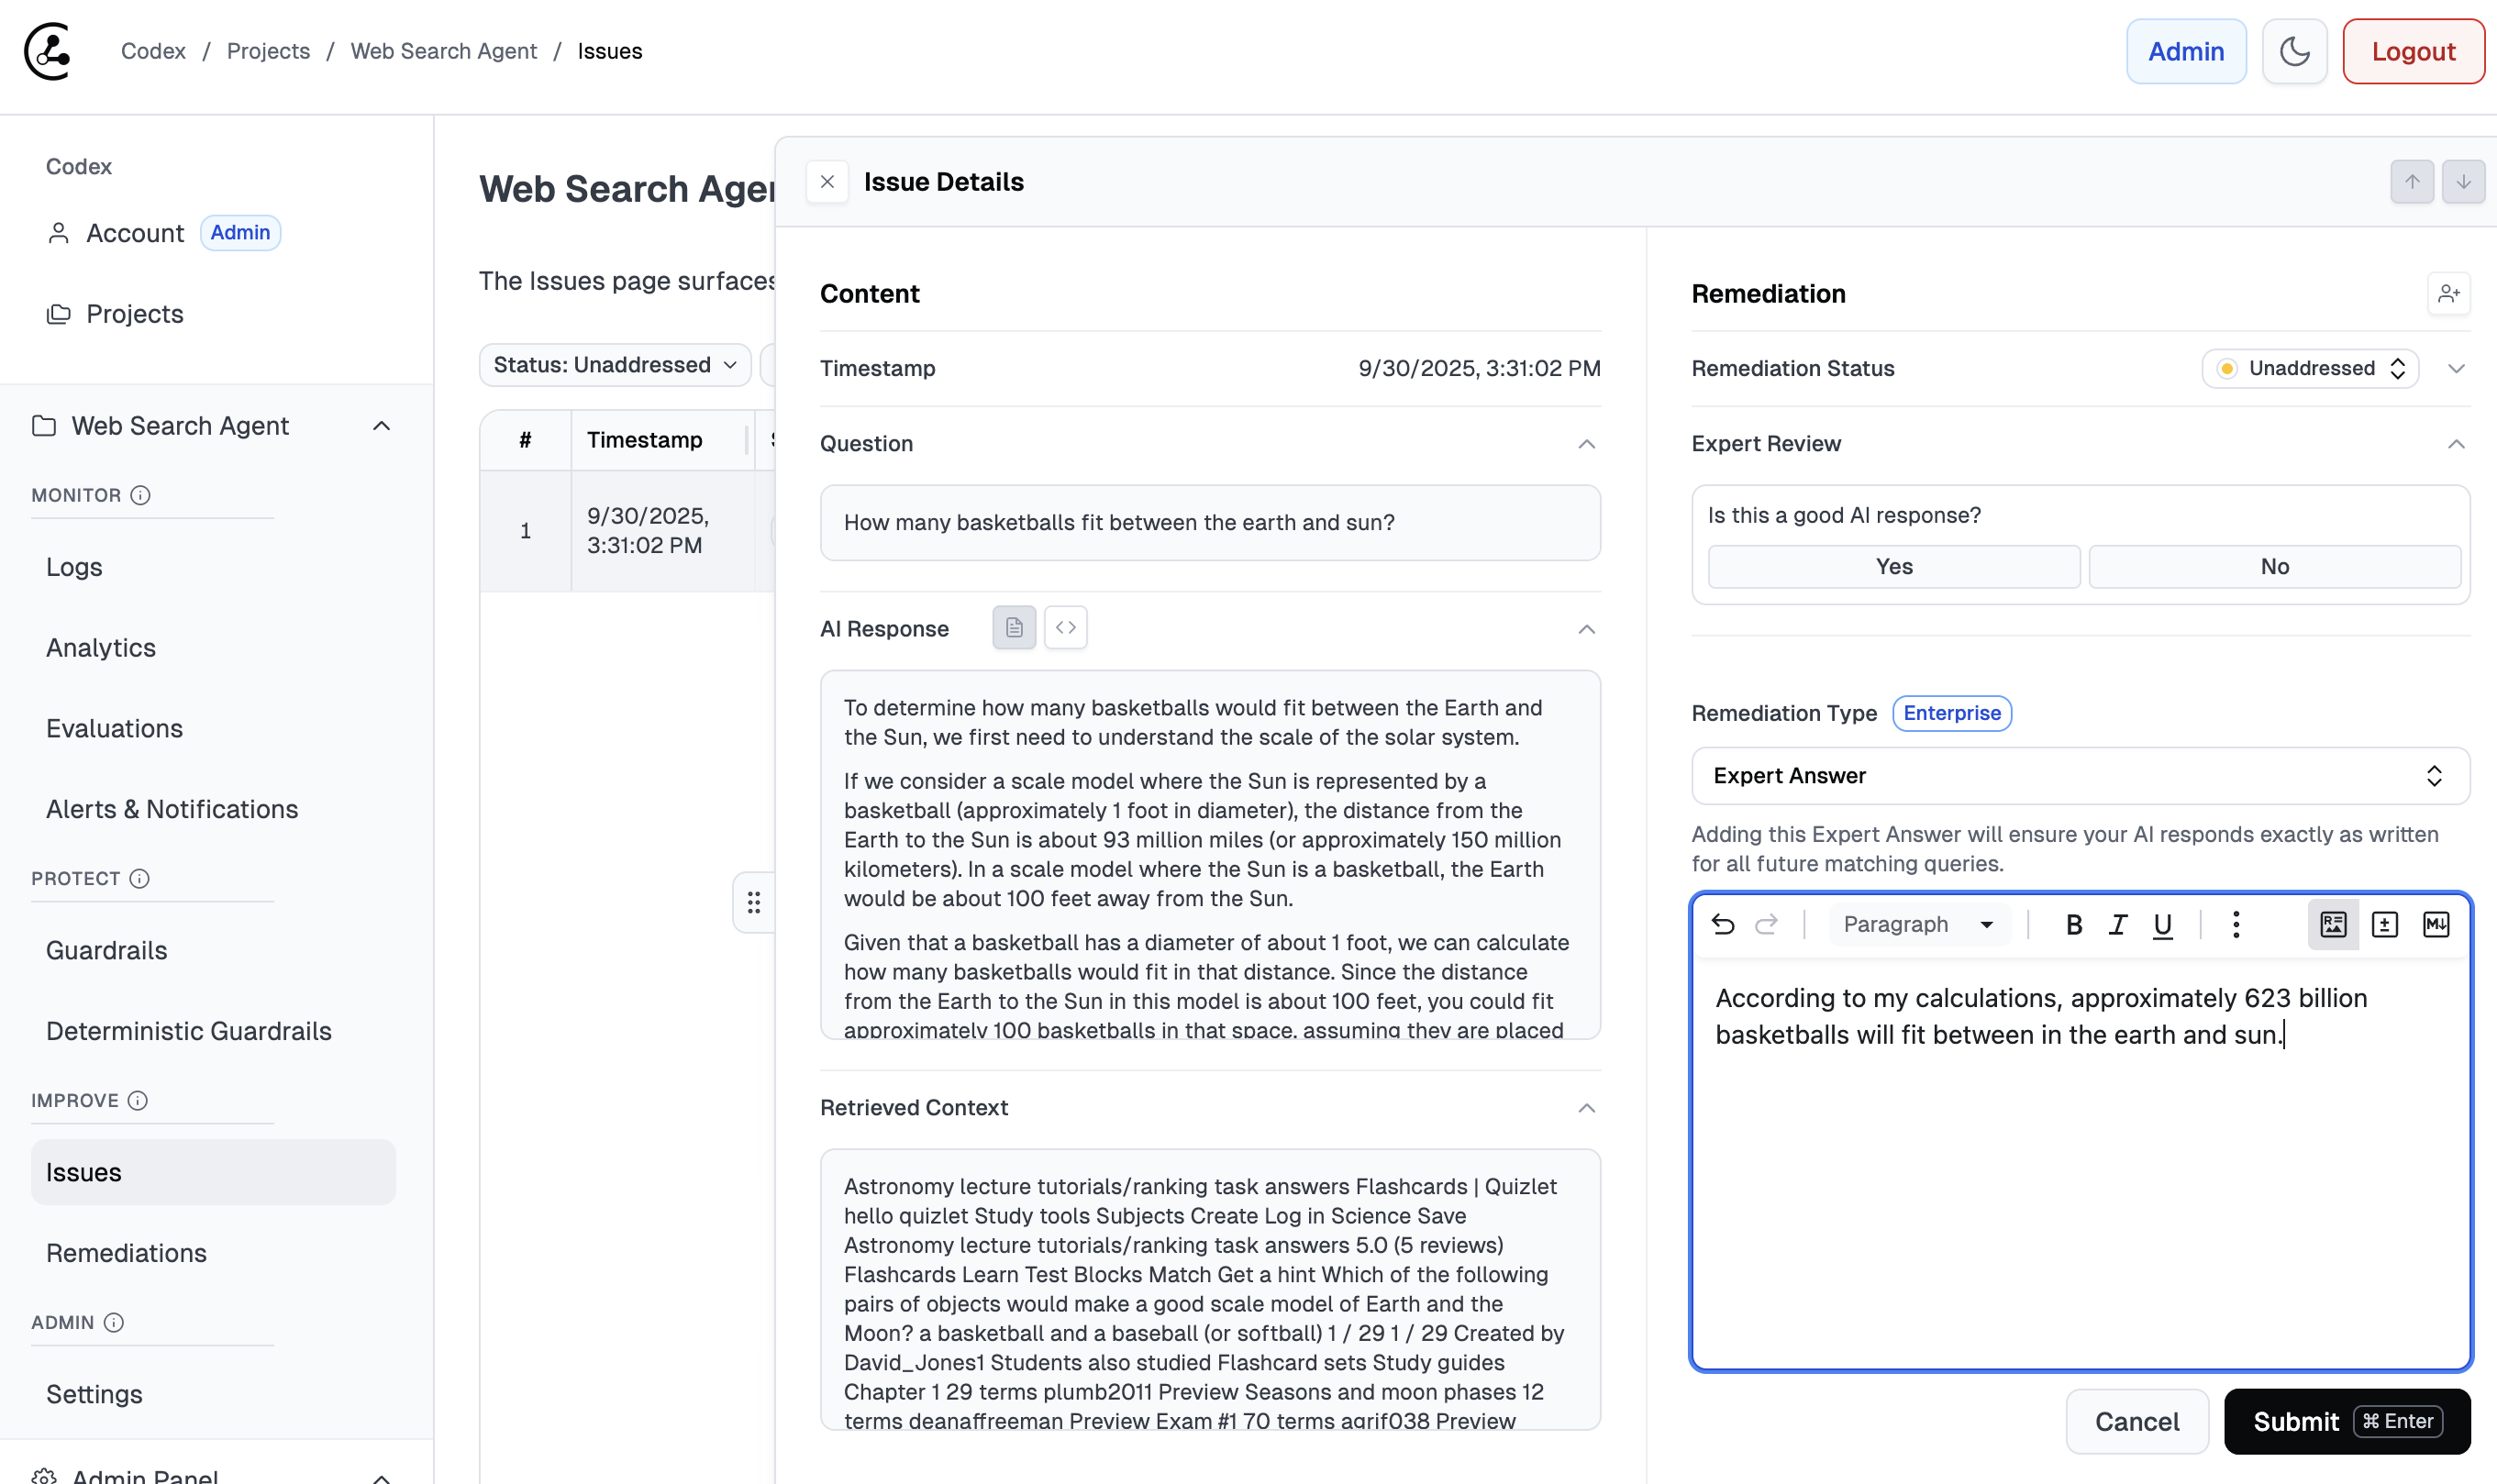 Codex / Projects / Web Search Agent / Issues
Admin
Logout
Codex
Account Admin
Projects
Web Search Agent
MONITOR
Logs
Analytics
Evaluations
Alerts & Notifications
PROTECT
Guardrails
Deterministic Guardrails
IMPROVE
Issues
Remediations
ADMIN
Settings
Admin Panel
The Issues page surfaces
Status: Unaddressed
# Timestamp
1 9/30/2025,
3:31:02 PM
Web Search
Issue Details
Content
Timestamp 9/30/2025, 3:31:02 PM
Question
How many basketballs fit between the earth and sun?
AI Response
To determine how many basketballs would fit between the Earth and
the Sun, we first need to understand the scale of the solar system.
If we consider a scale model where the Sun is represented by a
basketball (approximately 1 foot in diameter), the distance from the
Earth to the Sun is about 93 million miles (or approximately 150 million
kilometers). In a scale model where the Sun is a basketball, the Earth
would be about 100 feet away from the Sun.
Given that a basketball has a diameter of about 1 foot, we can calculate
how many basketballs would fit in that distance. Since the distance
from the Earth to the Sun in this model is about 100 feet, you could fit
approximately 100 basketballs in that space, assuming they are placed
Retrieved Context
Astronomy lecture tutorials/ranking task answers Flashcards | Quizlet
hello quizlet Study tools Subjects Create Log in Science Save
Astronomy lecture tutorials/ranking task answers 5.0 (5 reviews)
Flashcards Learn Test Blocks Match Get a hint Which of the following
pairs of objects would make a good scale model of Earth and the
Moon? a basketball and a baseball (or softball) 1 / 29 1 / 29 Created by
David_Jones1 Students also studied Flashcard sets Study guides
Chapter 1 29 terms plumb2011 Preview Seasons and moon phases 12
terms deanaffreeman Preview Exam #1 70 terms agrif038 Preview
Remediation
Remediation Status Unaddressed
Expert Review
Is this a good AI response?
Yes No
Remediation Type Enterprise
Expert Answer
Adding this Expert Answer will ensure your AI responds exactly as written
for all future matching queries.
Paragraph B I U
According to my calculations, approximately 623 billion
basketballs will fit between in the earth and sun.
Cancel
Submit ⌘ Enter